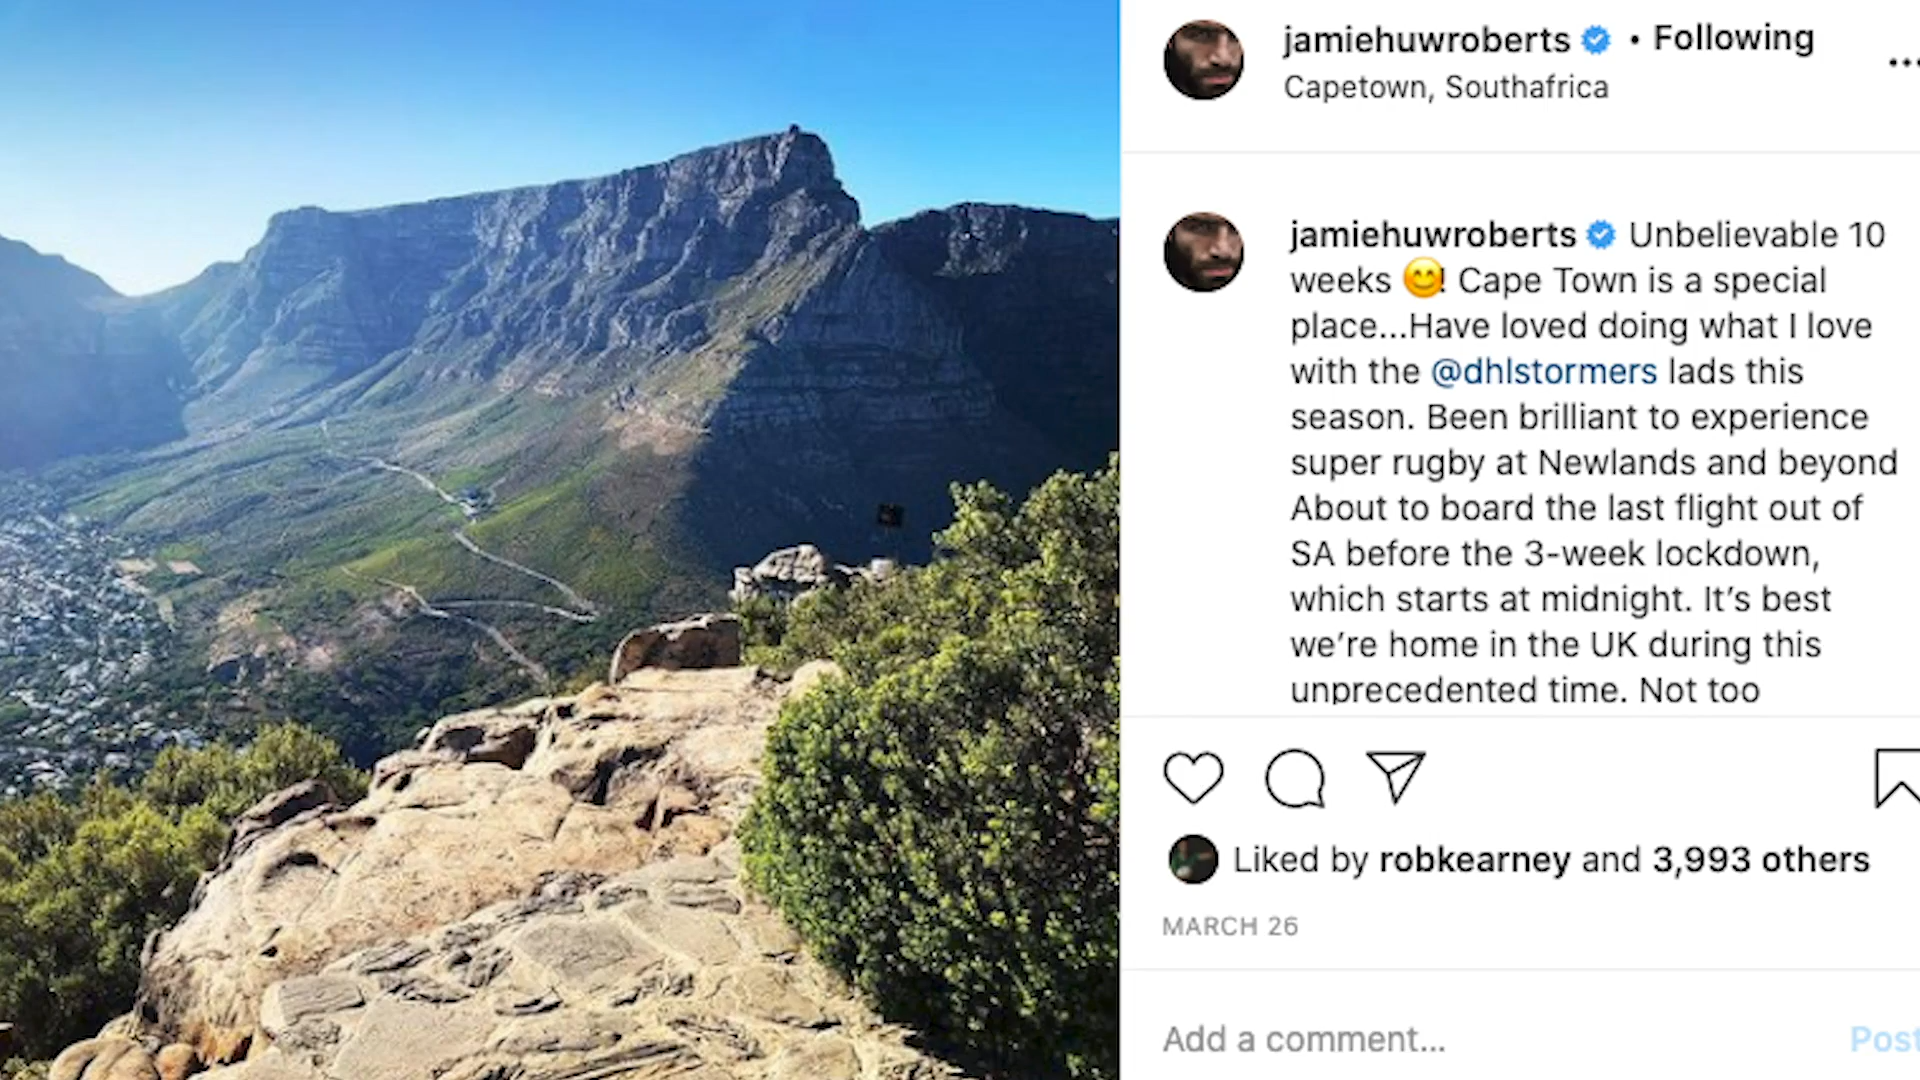 jamiehuwroberts • Following
Capetown, Southafrica
jamiehuwroberts Unbelievable 10
weeks 😊! Cape Town is a special
place...Have loved doing what I love
with the @dhlstormers lads this
season. Been brilliant to experience
super rugby at Newlands and beyond
About to board the last flight out of
SA before the 3-week lockdown,
which starts at midnight. It’s best
we’re home in the UK during this
unprecedented time. Not too
Liked by robkearney and 3,993 others
MARCH 26
Add a comment...
Post